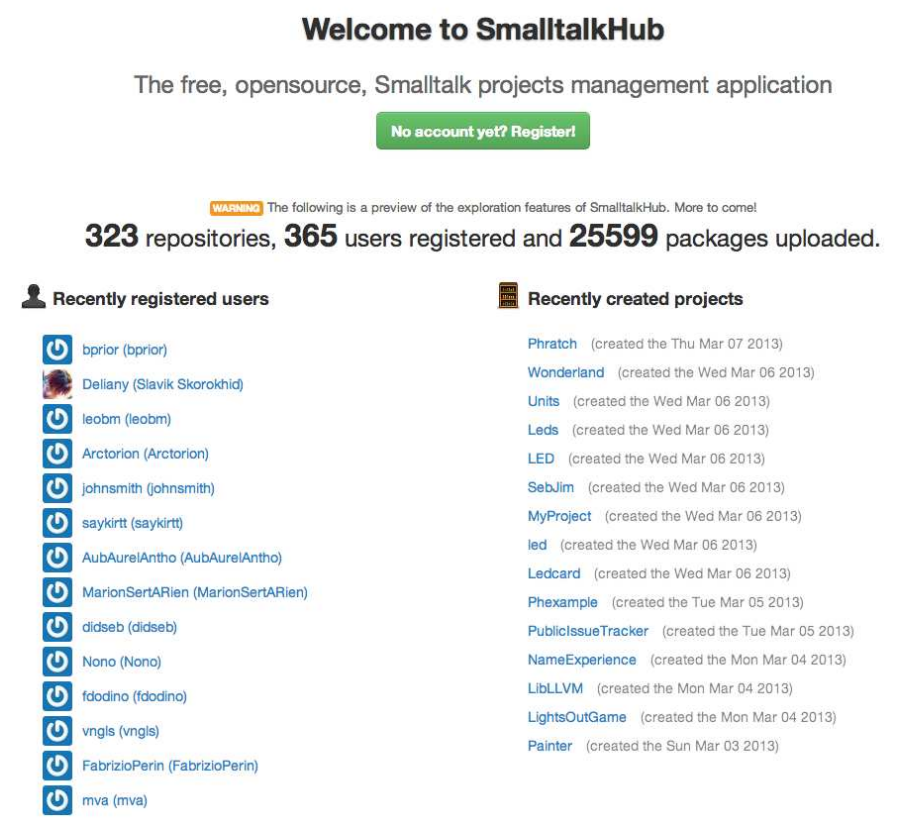 Welcome to SmalltalkHub
The free, opensource, Smalltalk projects management application
No account yet? Register!
WARNING The following is a preview of the exploration features of SmalltalkHub. More to come!
323 repositories, 365 users registered and 25599 packages uploaded.
Recently registered users
bprior (bprior)
Deliany (Slavik Skorokhid)
leobm (leobm)
Arctorion (Arctorion)
johnsmith (johnsmith)
saykirtt (saykirtt)
AubAurelAntho (AubAurelAntho)
MarionSertARien (MarionSertARien)
didseb (didseb)
Nono (Nono)
fdodino (fdodino)
vngls (vngls)
FabrizioPerin (FabrizioPerin)
mva (mva)
Recently created projects
Phratch (created the Thu Mar 07 2013)
Wonderland (created the Wed Mar 06 2013)
Units (created the Wed Mar 06 2013)
Leds (created the Wed Mar 06 2013)
LED (created the Wed Mar 06 2013)
SebJim (created the Wed Mar 06 2013)
MyProject (created the Wed Mar 06 2013)
led (created the Wed Mar 06 2013)
Ledcard (created the Wed Mar 06 2013)
Phexample (created the Tue Mar 05 2013)
PublicIssueTracker (created the Tue Mar 05 2013)
NameExperience (created the Mon Mar 04 2013)
LibLLVM (created the Mon Mar 04 2013)
LightsOutGame (created the Mon Mar 04 2013)
Painter (created the Sun Mar 03 2013)